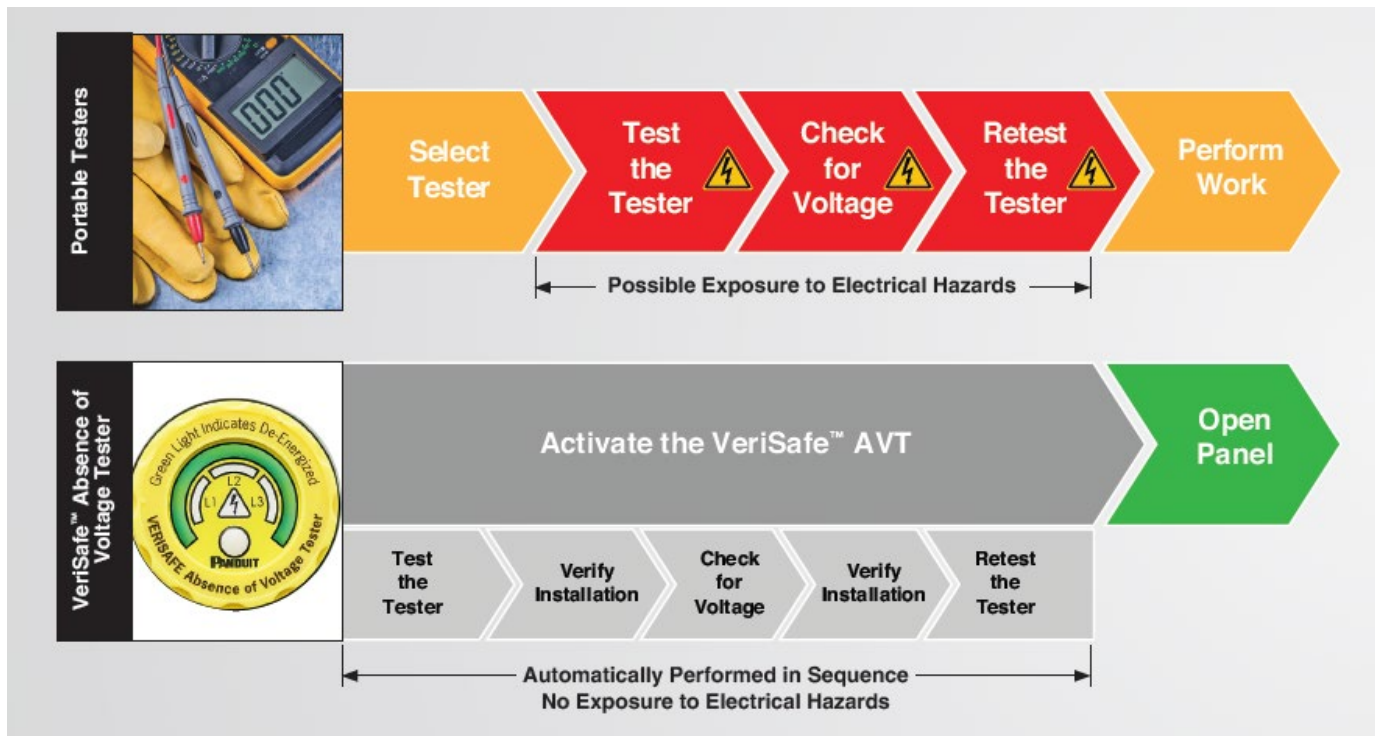 Portable Testers
000
Select
Tester
Test
the
Tester
Check
for
Voltage
Retest
the
Tester
Perform
Work
Possible Exposure to Electrical Hazards
VeriSafe™ Absence of
Voltage Tester
Green Light Indicates De-Energized
L1
L2
L3
PANDUIT
VERISAFE Absence of Voltage Tester
Activate the VeriSafe™ AVT
Open
Panel
Test
the
Tester
Verify
Installation
Check
for
Voltage
Verify
Installation
Retest
the
Tester
Automatically Performed in Sequence
No Exposure to Electrical Hazards